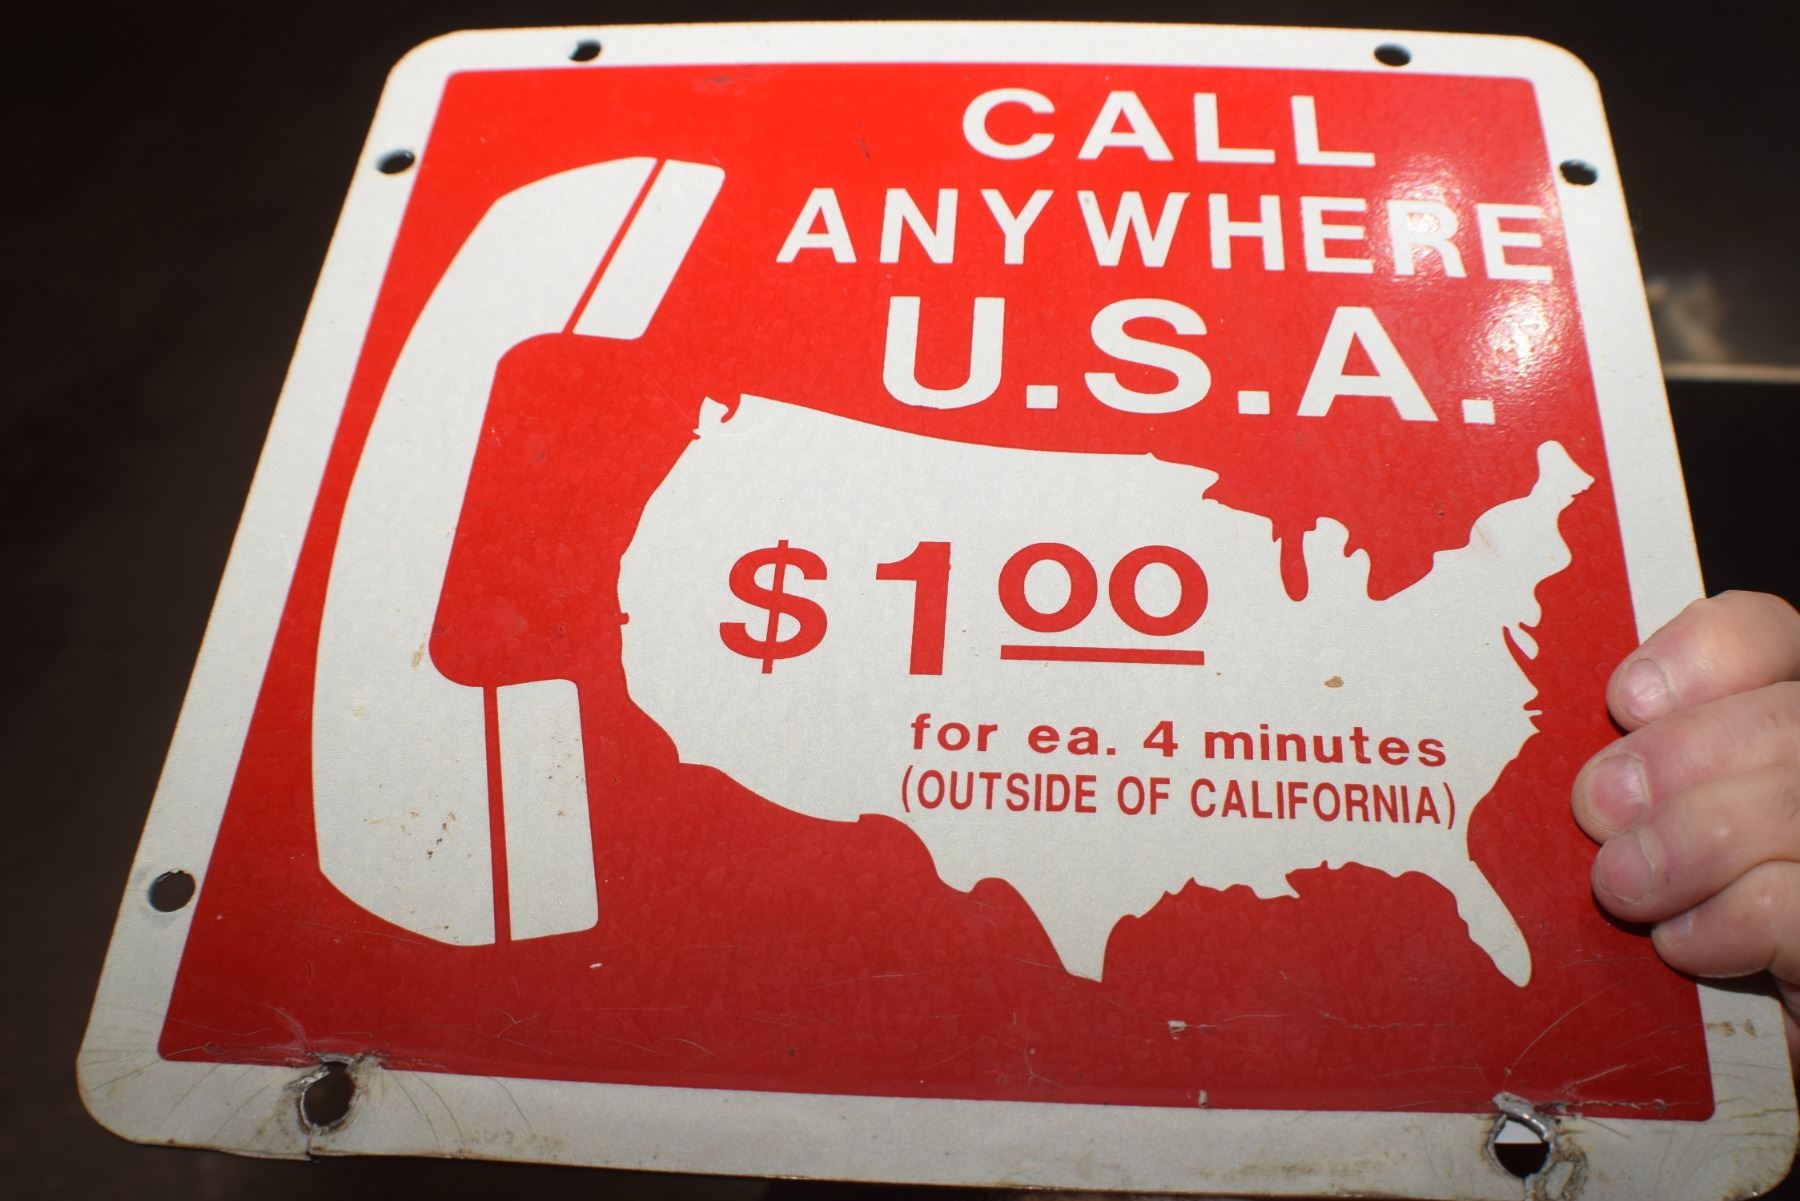 CALL
ANYWHERE
U.S.A.
$1.00
for ea. 4 minutes
(OUTSIDE OF CALIFORNIA)